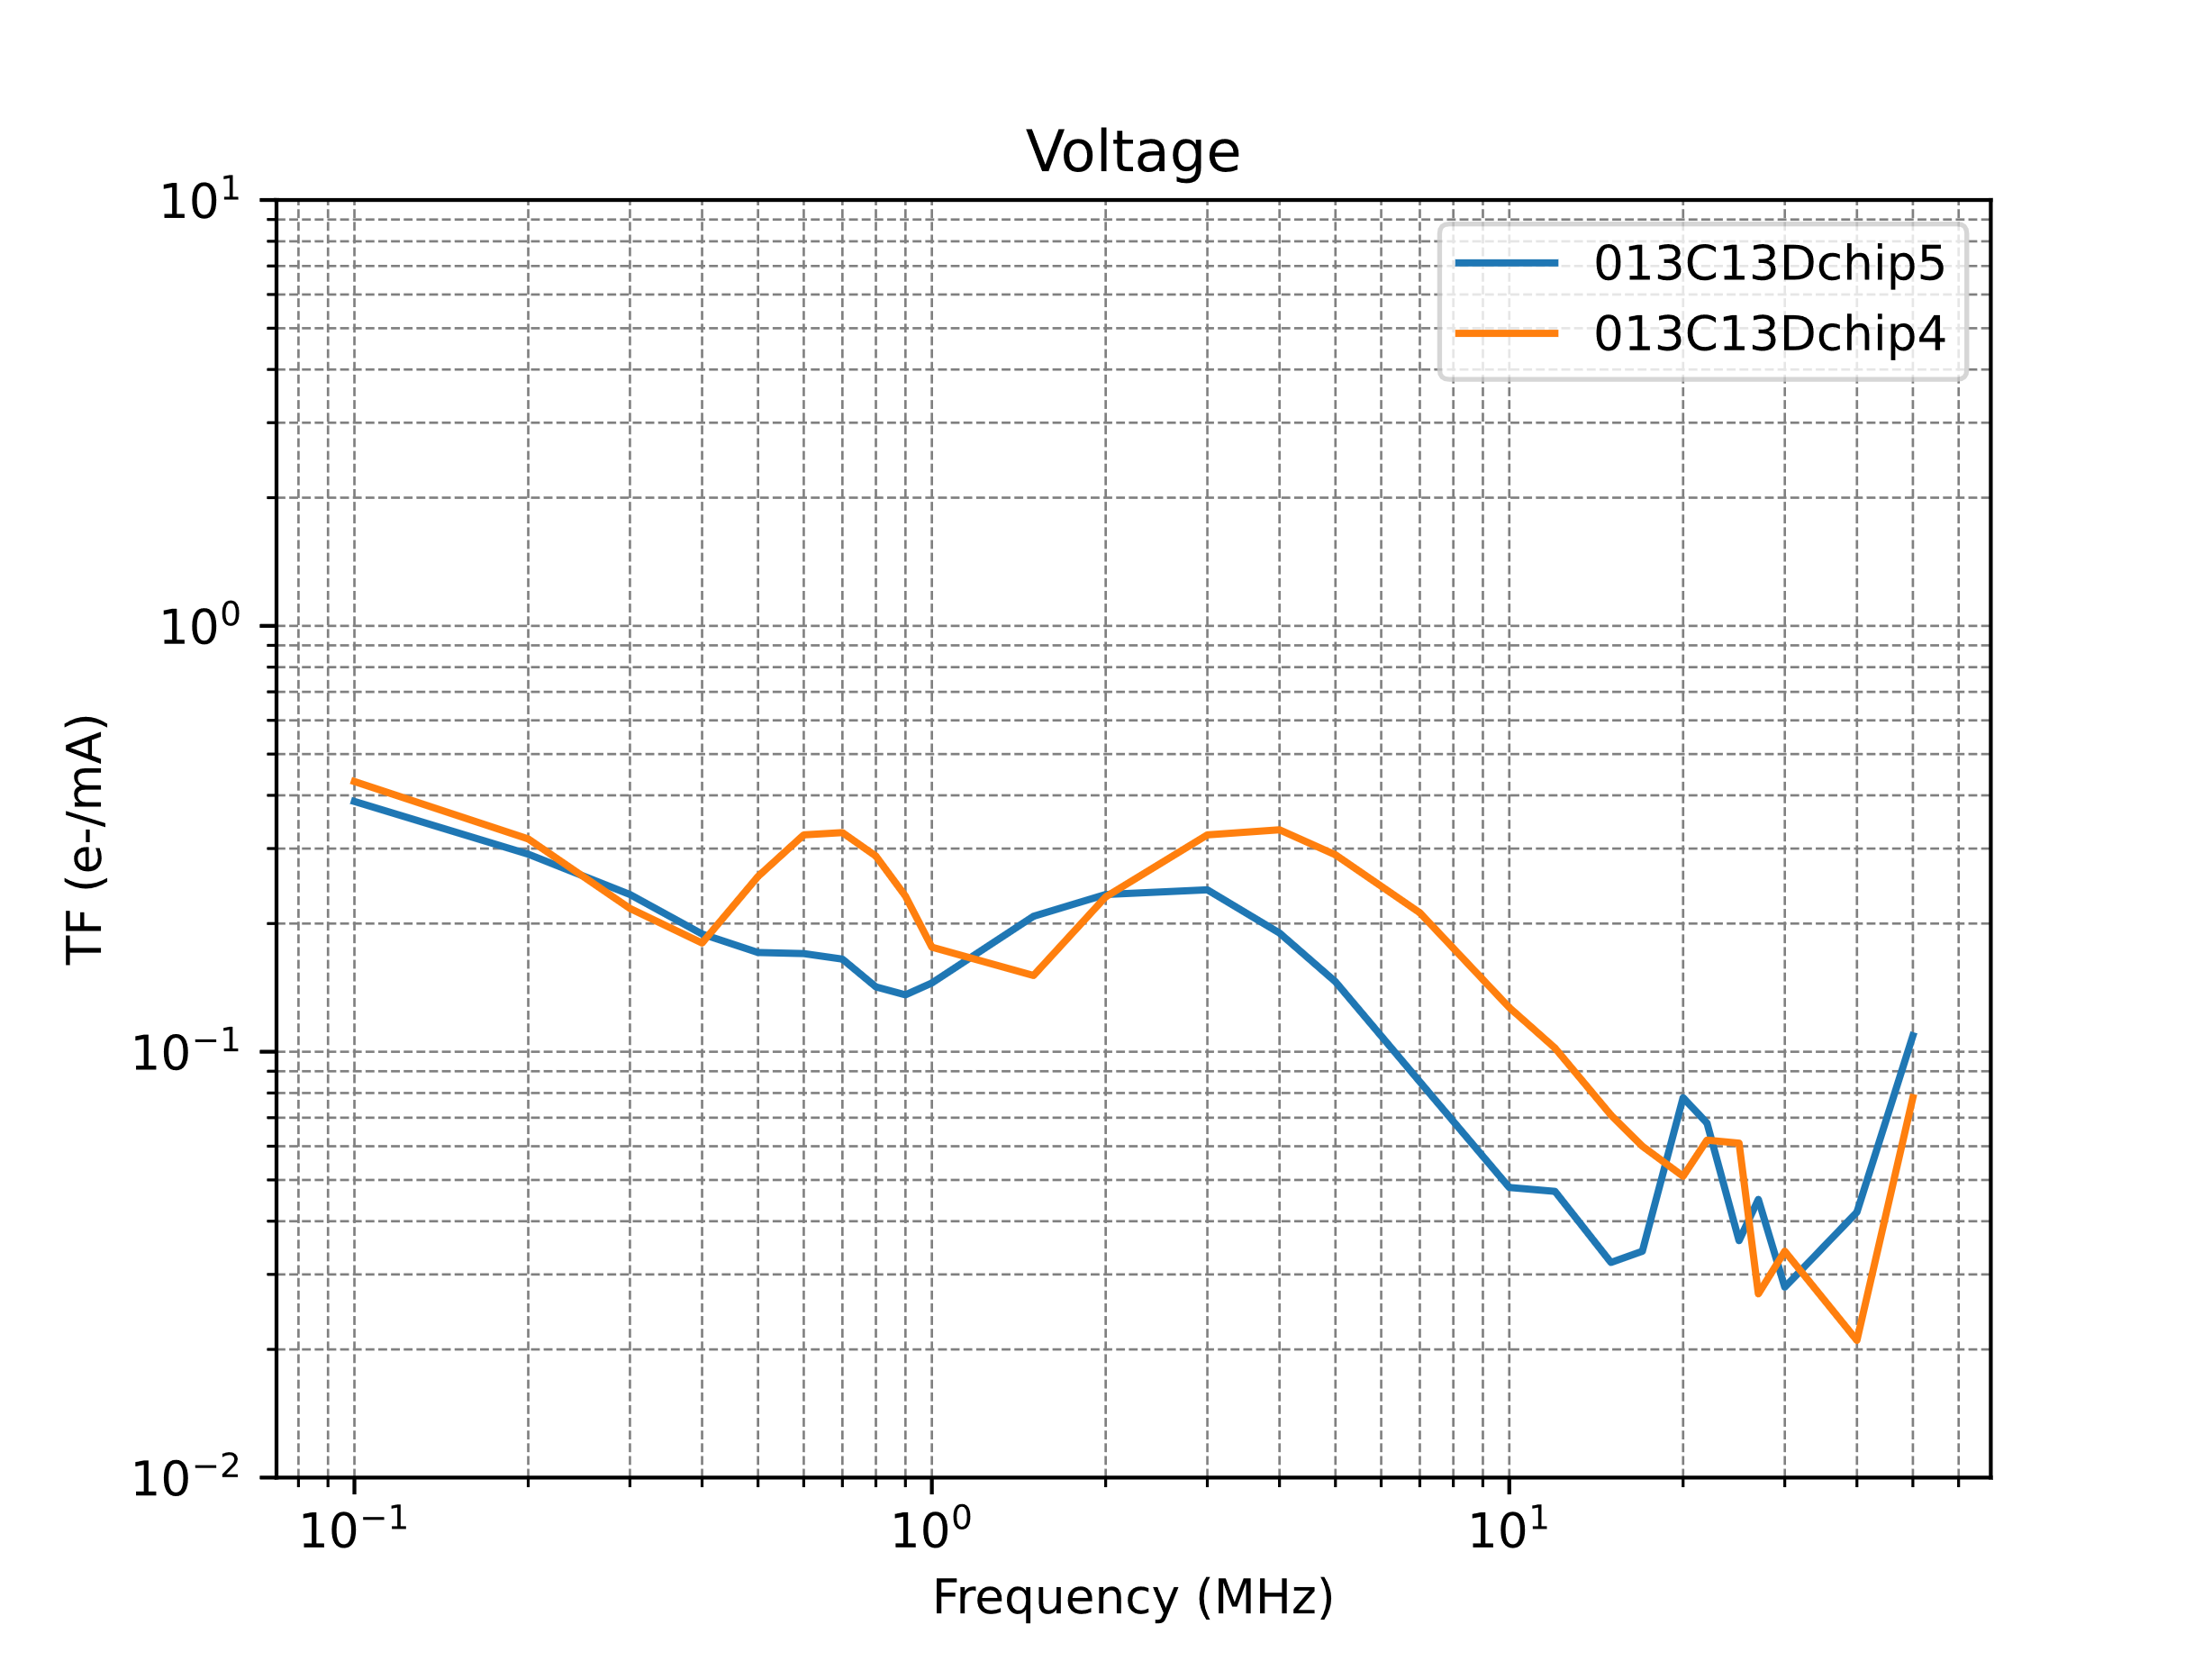 Voltage
10¹
10⁰
10⁻¹
10⁻²
TF (e-/mA)
013C13Dchip5
013C13Dchip4
10⁻¹ 10⁰ 10¹
Frequency (MHz)